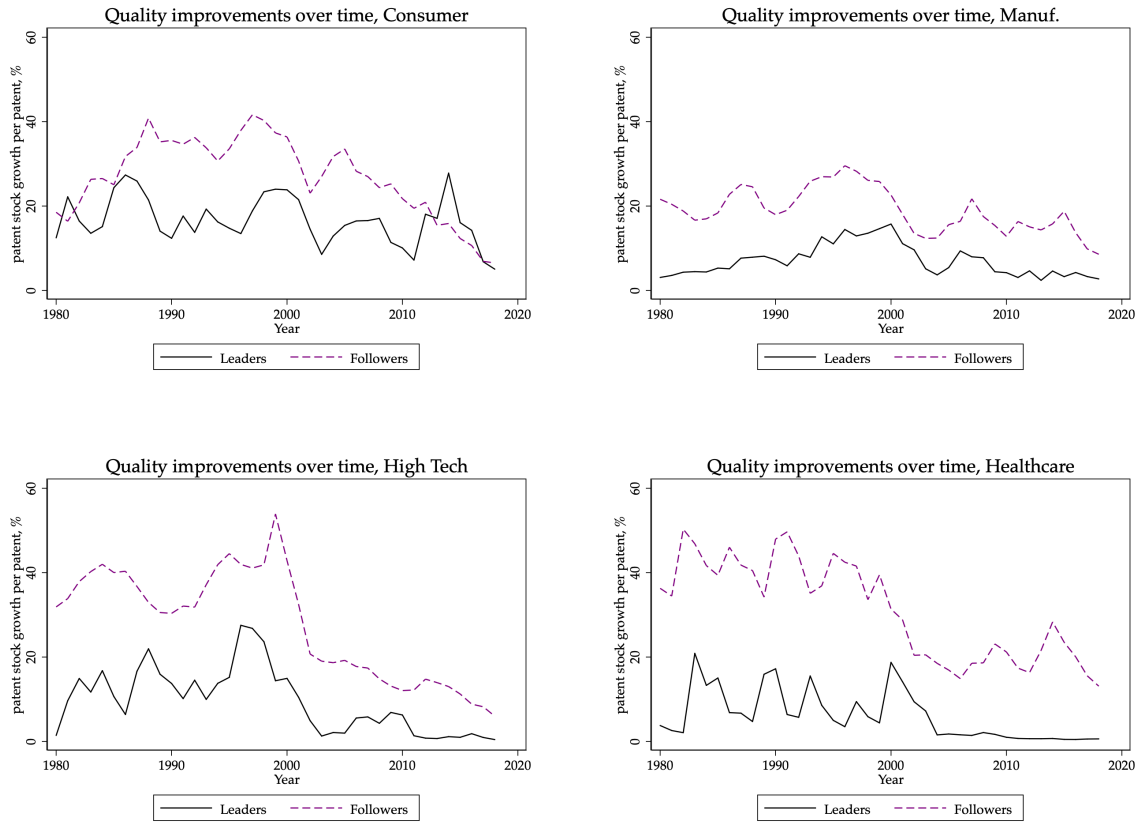 Quality improvements over time, Consumer
patent stock growth per patent, %
60
40
20
0
1980 1990 2000 2010 2020
Year
Leaders Followers
Quality improvements over time, Manuf.
patent stock growth per patent, %
60
40
20
0
1980 1990 2000 2010 2020
Year
Leaders Followers
Quality improvements over time, High Tech
patent stock growth per patent, %
60
40
20
0
1980 1990 2000 2010 2020
Year
Leaders Followers
Quality improvements over time, Healthcare
patent stock growth per patent, %
60
40
20
0
1980 1990 2000 2010 2020
Year
Leaders Followers